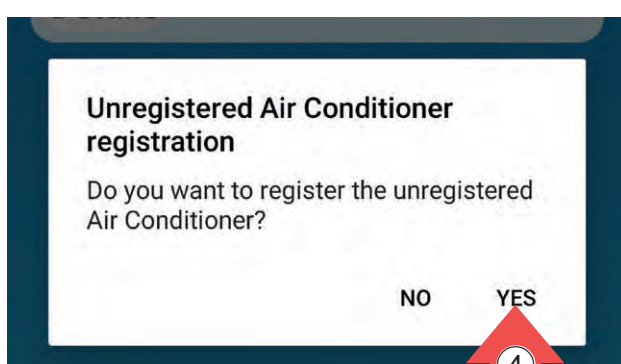 Unregistered Air Conditioner
registration
Do you want to register the unregistered
Air Conditioner?
NO YES
4